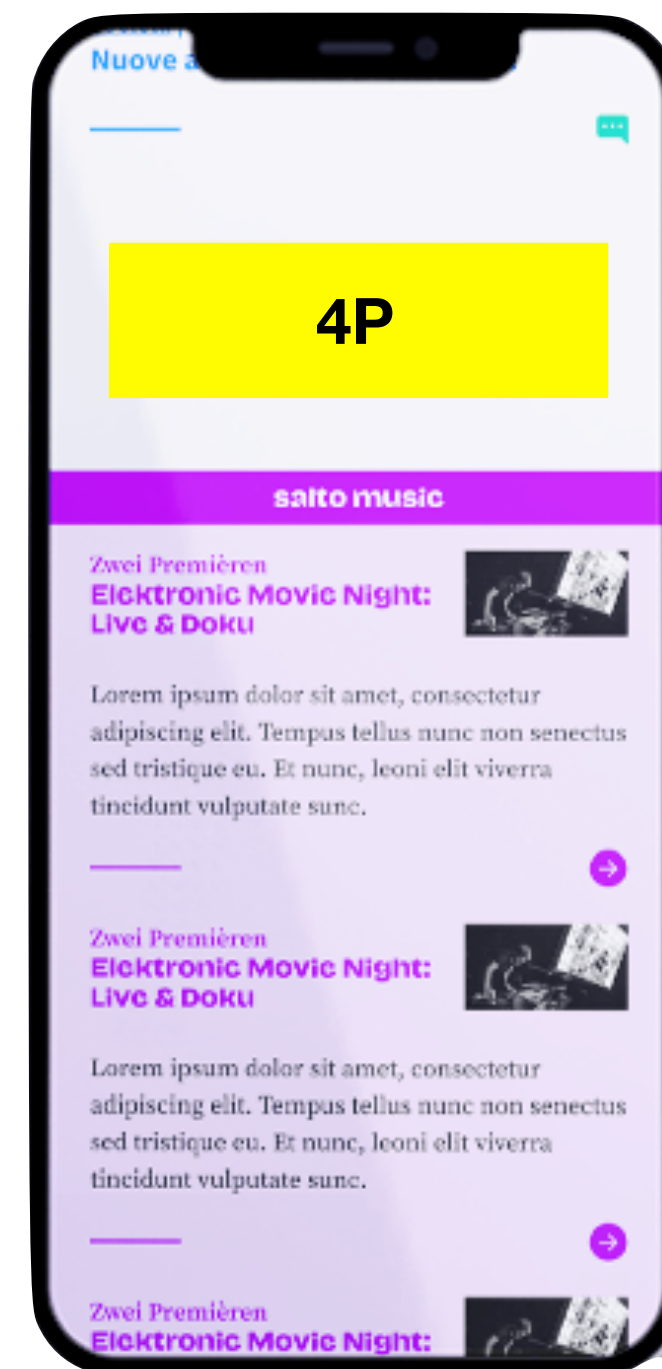 Nuove a
4P
salto music
Zwei Premièren
Elektronic Movie Night:
Live & Doku
Lorem ipsum dolor sit amet, consectetur
adipiscing elit. Tempus tellus nunc non senectus
sed tristique eu. Et nunc, leoni elit viverra
tincidunt vulputate sunc.
Zwei Premièren
Elektronic Movie Night:
Live & Doku
Lorem ipsum dolor sit amet, consectetur
adipiscing elit. Tempus tellus nunc non senectus
sed tristique eu. Et nunc, leoni elit viverra
tincidunt vulputate sunc.
Zwei Premièren
Elektronic Movie Night: